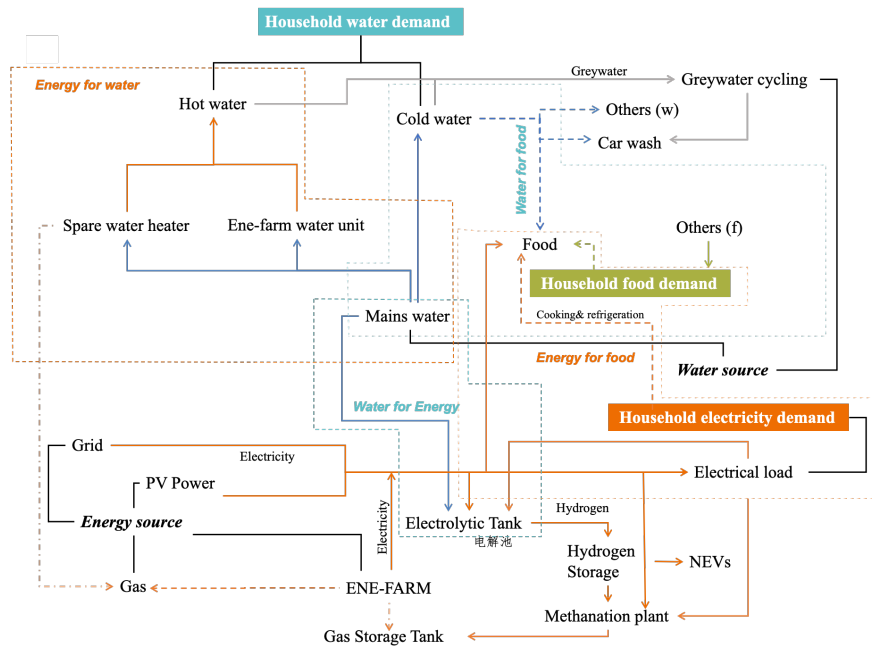 Household water demand
Energy for water
Greywater
Greywater cycling
Hot water
Cold water
Others (w)
Car wash
Water for food
Spare water heater
Ene-farm water unit
Others (f)
Food
Household food demand
Mains water
Cooking& refrigeration
Energy for food
Water source
Water for Energy
Household electricity demand
Grid
Electricity
PV Power
Electrical load
Energy source
Electricity
Electrolytic Tank
电解池
Hydrogen
Hydrogen
Storage
NEVs
Gas
ENE-FARM
Methanation plant
Gas Storage Tank